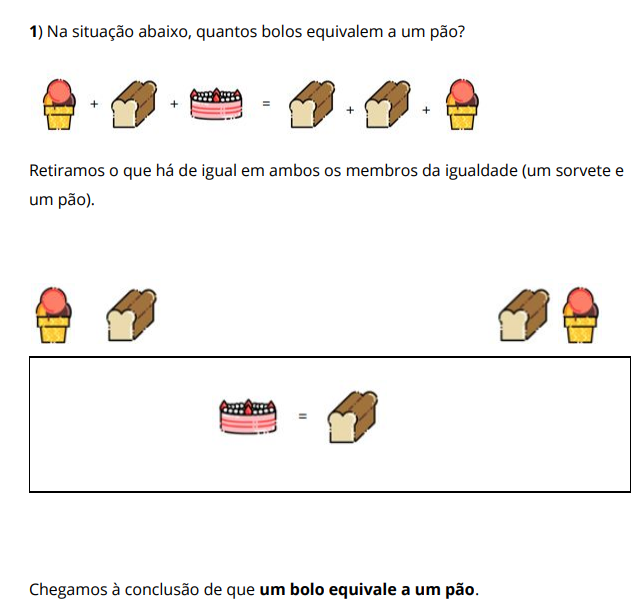 1) Na situação abaixo, quantos bolos equivalem a um pão?
+ + = + +
Retiramos o que há de igual em ambos os membros da igualdade (um sorvete e
um pão).
=
Chegamos à conclusão de que um bolo equivale a um pão.